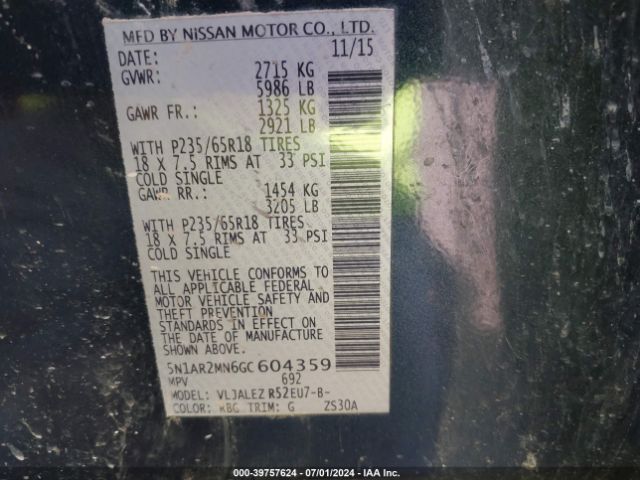 MFD BY NISSAN MOTOR CO., LTD.
DATE: 11/15
GVWR: 2715 KG
5986 LB
GAWR FR.: 1325 KG
2921 LB
WITH P235/65R18 TIRES
18 X 7.5 RIMS AT 33 PSI
COLD SINGLE
GAWR RR.: 1454 KG
3205 LB
WITH P235/65R18 TIRES
18 X 7.5 RIMS AT 33 PSI
COLD SINGLE
THIS VEHICLE CONFORMS TO
ALL APPLICABLE FEDERAL
MOTOR VEHICLE SAFETY AND
THEFT PREVENTION
STANDARDS IN EFFECT ON
THE DATE OF MANUFACTURE
SHOWN ABOVE.
5N1AR2MN6GC604359
MPV 692
MODEL: VLJALEZ R52EU7-B-
COLOR: KBG TRIM: G ZS30A
000-39757624 - 07/01/2024 - IAA Inc.